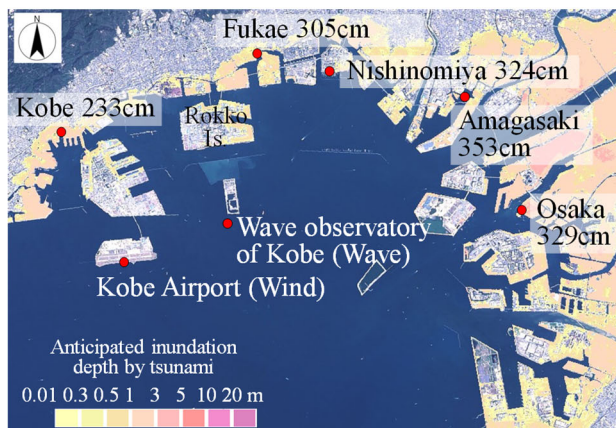 N
Fukae 305cm
Nishinomiya 324cm
Kobe 233cm
Rokko
Is
Amagasaki
353cm
Osaka
329cm
Wave observatory
of Kobe (Wave)
Kobe Airport (Wind)
Anticipated inundation
depth by tsunami
0.01 0.3 0.5 1 3 5 10 20 m